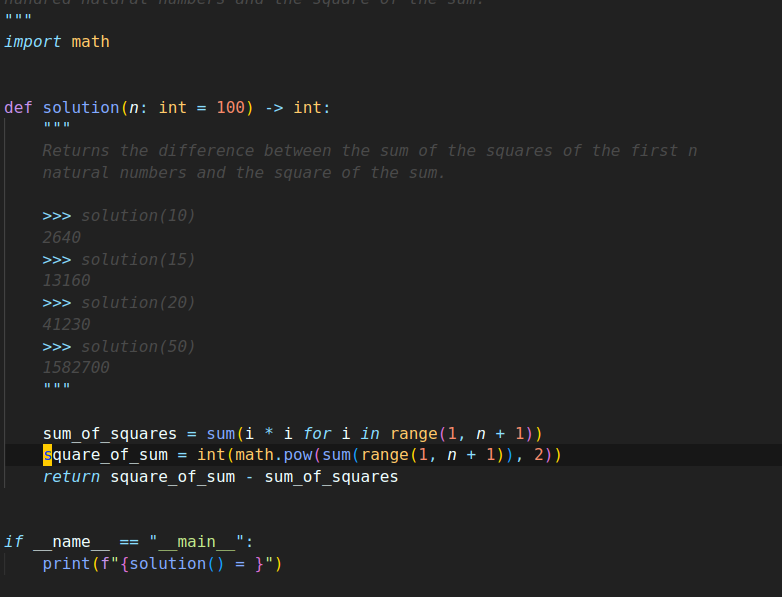 hundred natural numbers and the square of the sum.
"""
import math
def solution(n: int = 100) -> int:
"""
Returns the difference between the sum of the squares of the first n
natural numbers and the square of the sum.
>>> solution(10)
2640
>>> solution(15)
13160
>>> solution(20)
41230
>>> solution(50)
1582700
"""
sum_of_squares = sum(i * i for i in range(1, n + 1))
square_of_sum = int(math.pow(sum(range(1, n + 1)), 2))
return square_of_sum - sum_of_squares
if __name__ == "__main__":
print(f"{solution() = }")